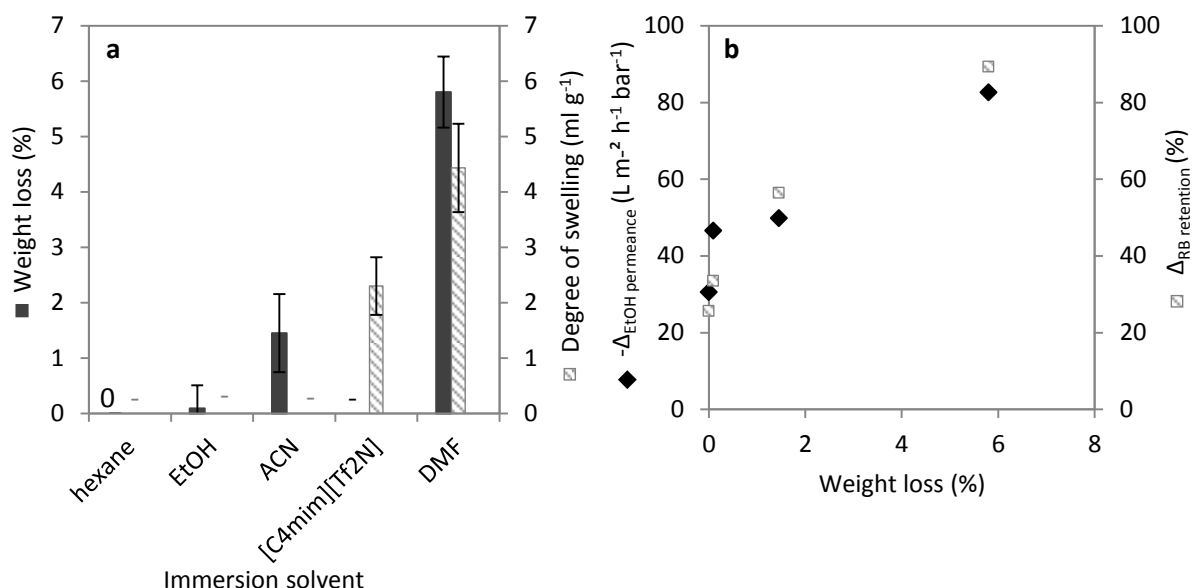 a
7
6
5
4
3
2
1
0
Weight loss (%)
0
-
-
-
-
7
6
5
4
3
2
1
0
Degree of swelling (ml g⁻¹)
hexane
EtOH
ACN
[C4mim][Tf2N]
DMF
Immersion solvent
b
100
80
60
40
20
0
-Δ EtOH permeance (L m-² h⁻¹ bar⁻¹)
100
80
60
40
20
0
Δ RB retention (%)
0
2
4
6
8
Weight loss (%)